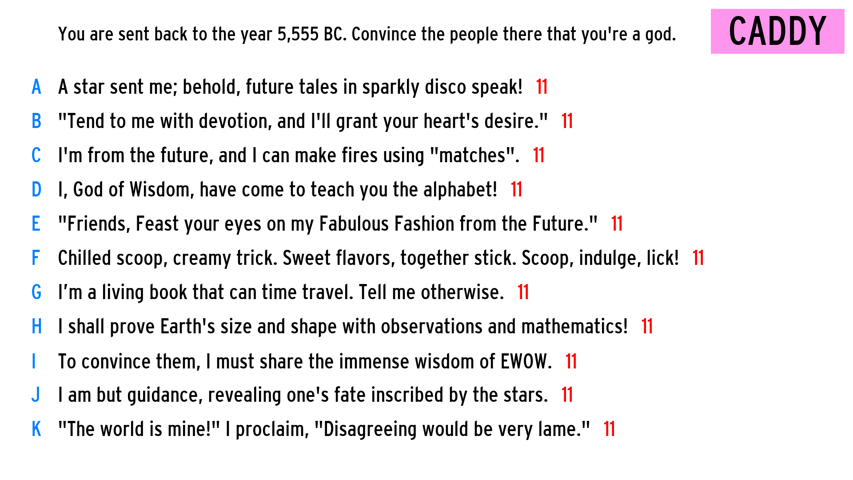 You are sent back to the year 5,555 BC. Convince the people there that you're a god.
CADDY
A A star sent me; behold, future tales in sparkly disco speak! 11
B "Tend to me with devotion, and I'll grant your heart's desire." 11
C I'm from the future, and I can make fires using "matches". 11
D I, God of Wisdom, have come to teach you the alphabet! 11
E "Friends, Feast your eyes on my Fabulous Fashion from the Future." 11
F Chilled scoop, creamy trick. Sweet flavors, together stick. Scoop, indulge, lick! 11
G I’m a living book that can time travel. Tell me otherwise. 11
H I shall prove Earth's size and shape with observations and mathematics! 11
I To convince them, I must share the immense wisdom of EWOW. 11
J I am but guidance, revealing one's fate inscribed by the stars. 11
K "The world is mine!" I proclaim, "Disagreeing would be very lame." 11